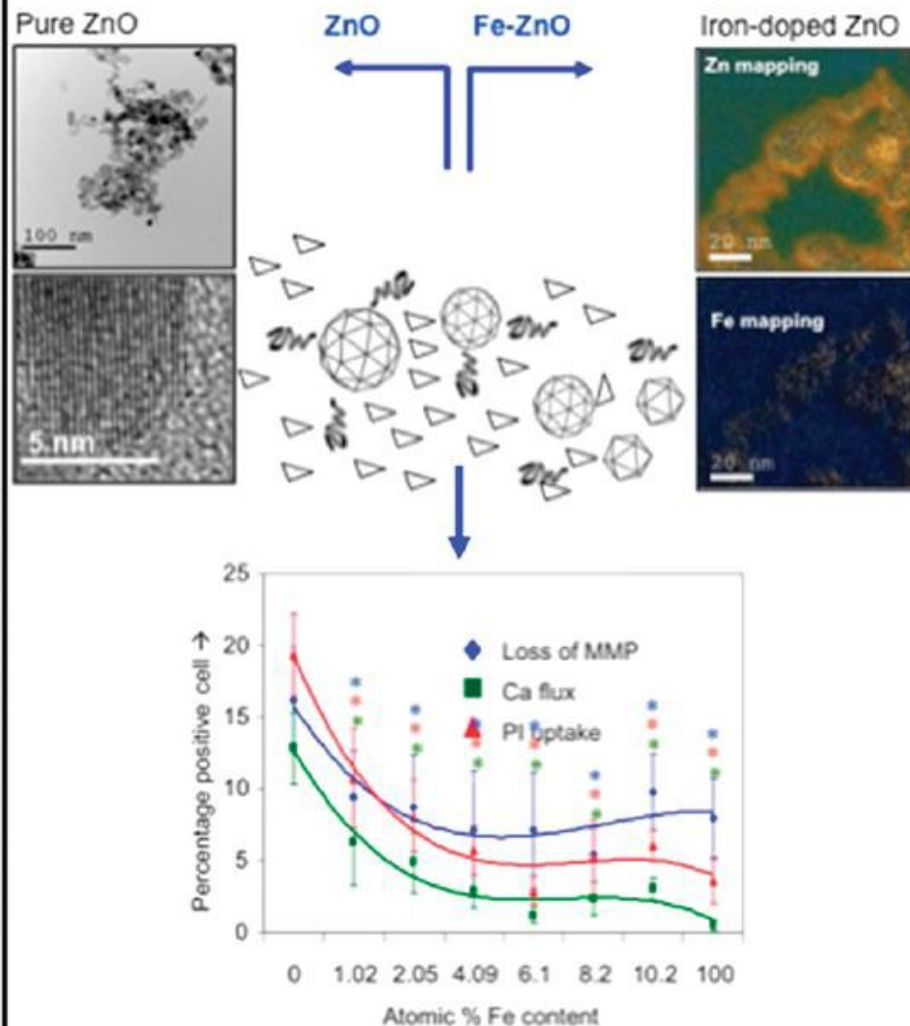 Pure ZnO
ZnO
Fe-ZnO
Iron-doped ZnO
100 nm
5 nm
Zn mapping
20 nm
Fe mapping
20 nm
Percentage positive cell →
25
20
15
10
5
0
Loss of MMP
Ca flux
PI uptake
0 1.02 2.05 4.09 6.1 8.2 10.2 100
Atomic % Fe content